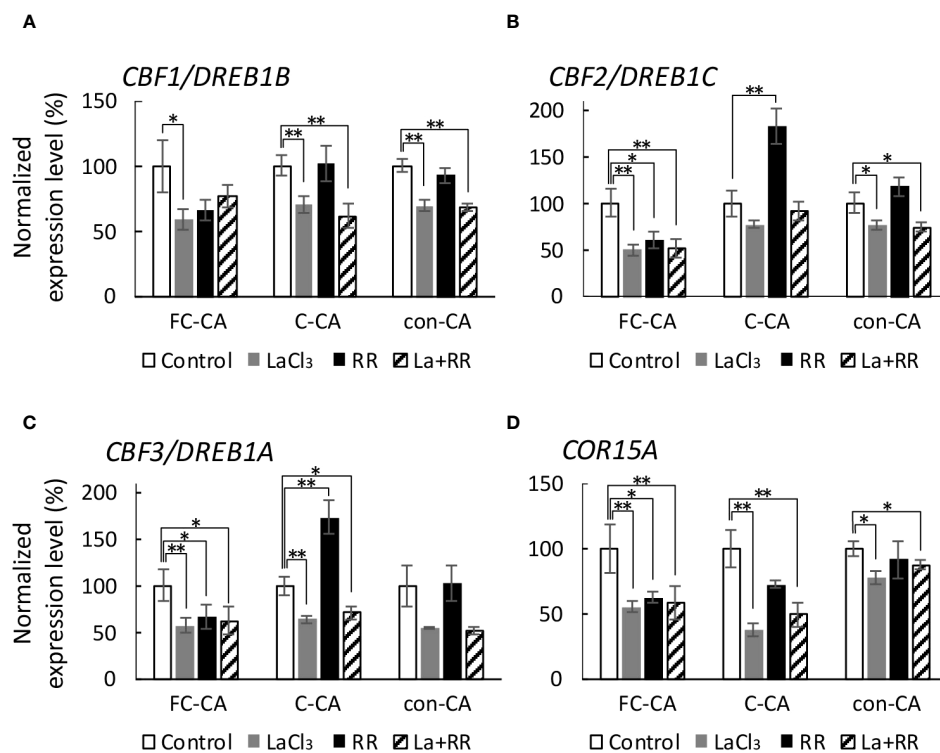 A
CBF1/DREB1B
Normalized
expression level (%)
150
100
50
0
*
**
**
**
**
FC-CA
C-CA
con-CA
Control
LaCl₃
RR
La+RR
B
CBF2/DREB1C
200
150
100
50
0
**
*
**
**
*
*
FC-CA
C-CA
con-CA
Control
LaCl₃
RR
La+RR
C
CBF3/DREB1A
Normalized
expression level (%)
200
150
100
50
0
*
*
**
*
**
**
FC-CA
C-CA
con-CA
Control
LaCl₃
RR
La+RR
D
COR15A
150
100
50
0
**
*
**
**
**
*
*
FC-CA
C-CA
con-CA
Control
LaCl₃
RR
La+RR